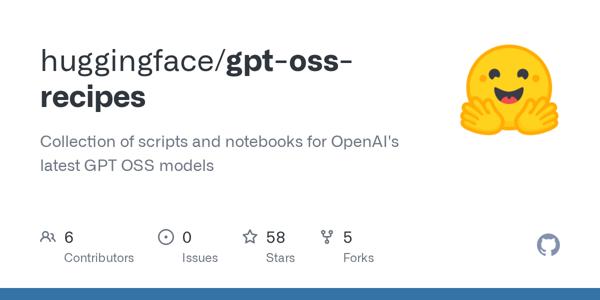 huggingface/gpt-oss-
recipes
Collection of scripts and notebooks for OpenAI's
latest GPT OSS models
6
Contributors
0
Issues
58
Stars
5
Forks